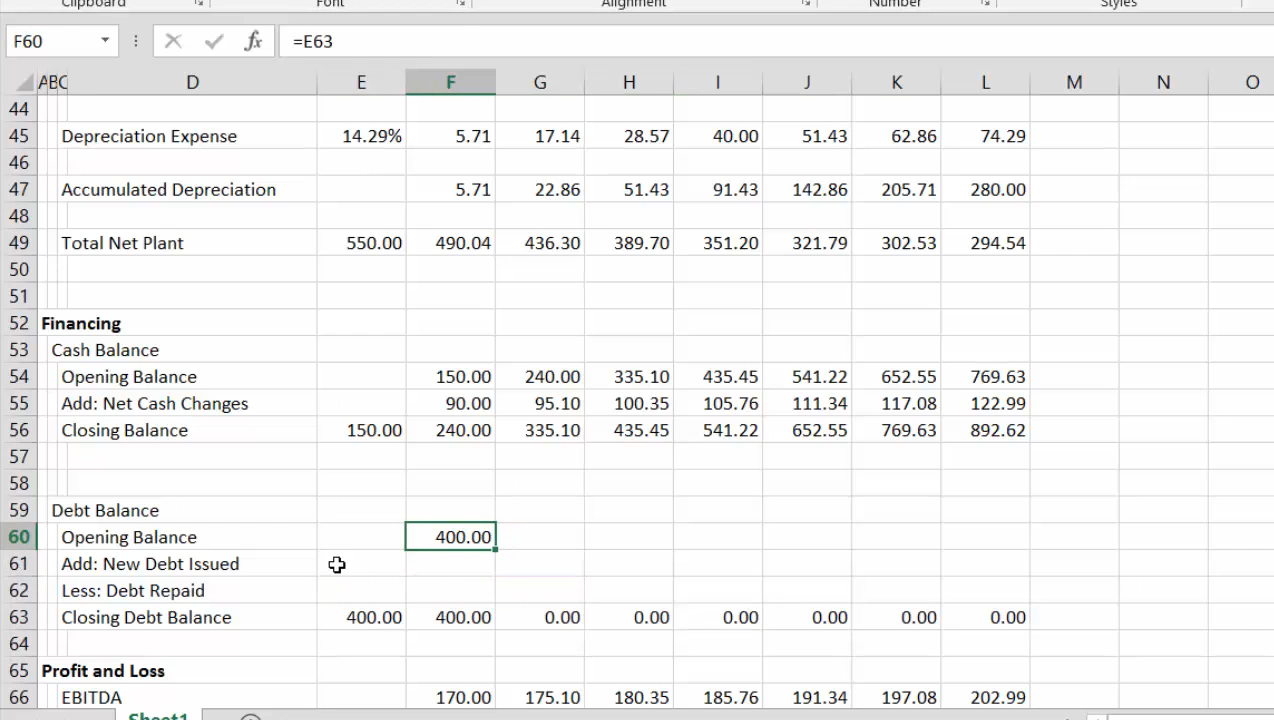 Clipboard Font Alignment Number Styles
F60 fx =E63
A B C D E F G H I J K L M N O
44
45 Depreciation Expense 14.29% 5.71 17.14 28.57 40.00 51.43 62.86 74.29
46
47 Accumulated Depreciation 5.71 22.86 51.43 91.43 142.86 205.71 280.00
48
49 Total Net Plant 550.00 490.04 436.30 389.70 351.20 321.79 302.53 294.54
50
51
52 Financing
53 Cash Balance
54 Opening Balance 150.00 240.00 335.10 435.45 541.22 652.55 769.63
55 Add: Net Cash Changes 90.00 95.10 100.35 105.76 111.34 117.08 122.99
56 Closing Balance 150.00 240.00 335.10 435.45 541.22 652.55 769.63 892.62
57
58
59 Debt Balance
60 Opening Balance 400.00
61 Add: New Debt Issued
62 Less: Debt Repaid
63 Closing Debt Balance 400.00 400.00 0.00 0.00 0.00 0.00 0.00 0.00
64
65 Profit and Loss
66 EBITDA 170.00 175.10 180.35 185.76 191.34 197.08 202.99
Sheet1